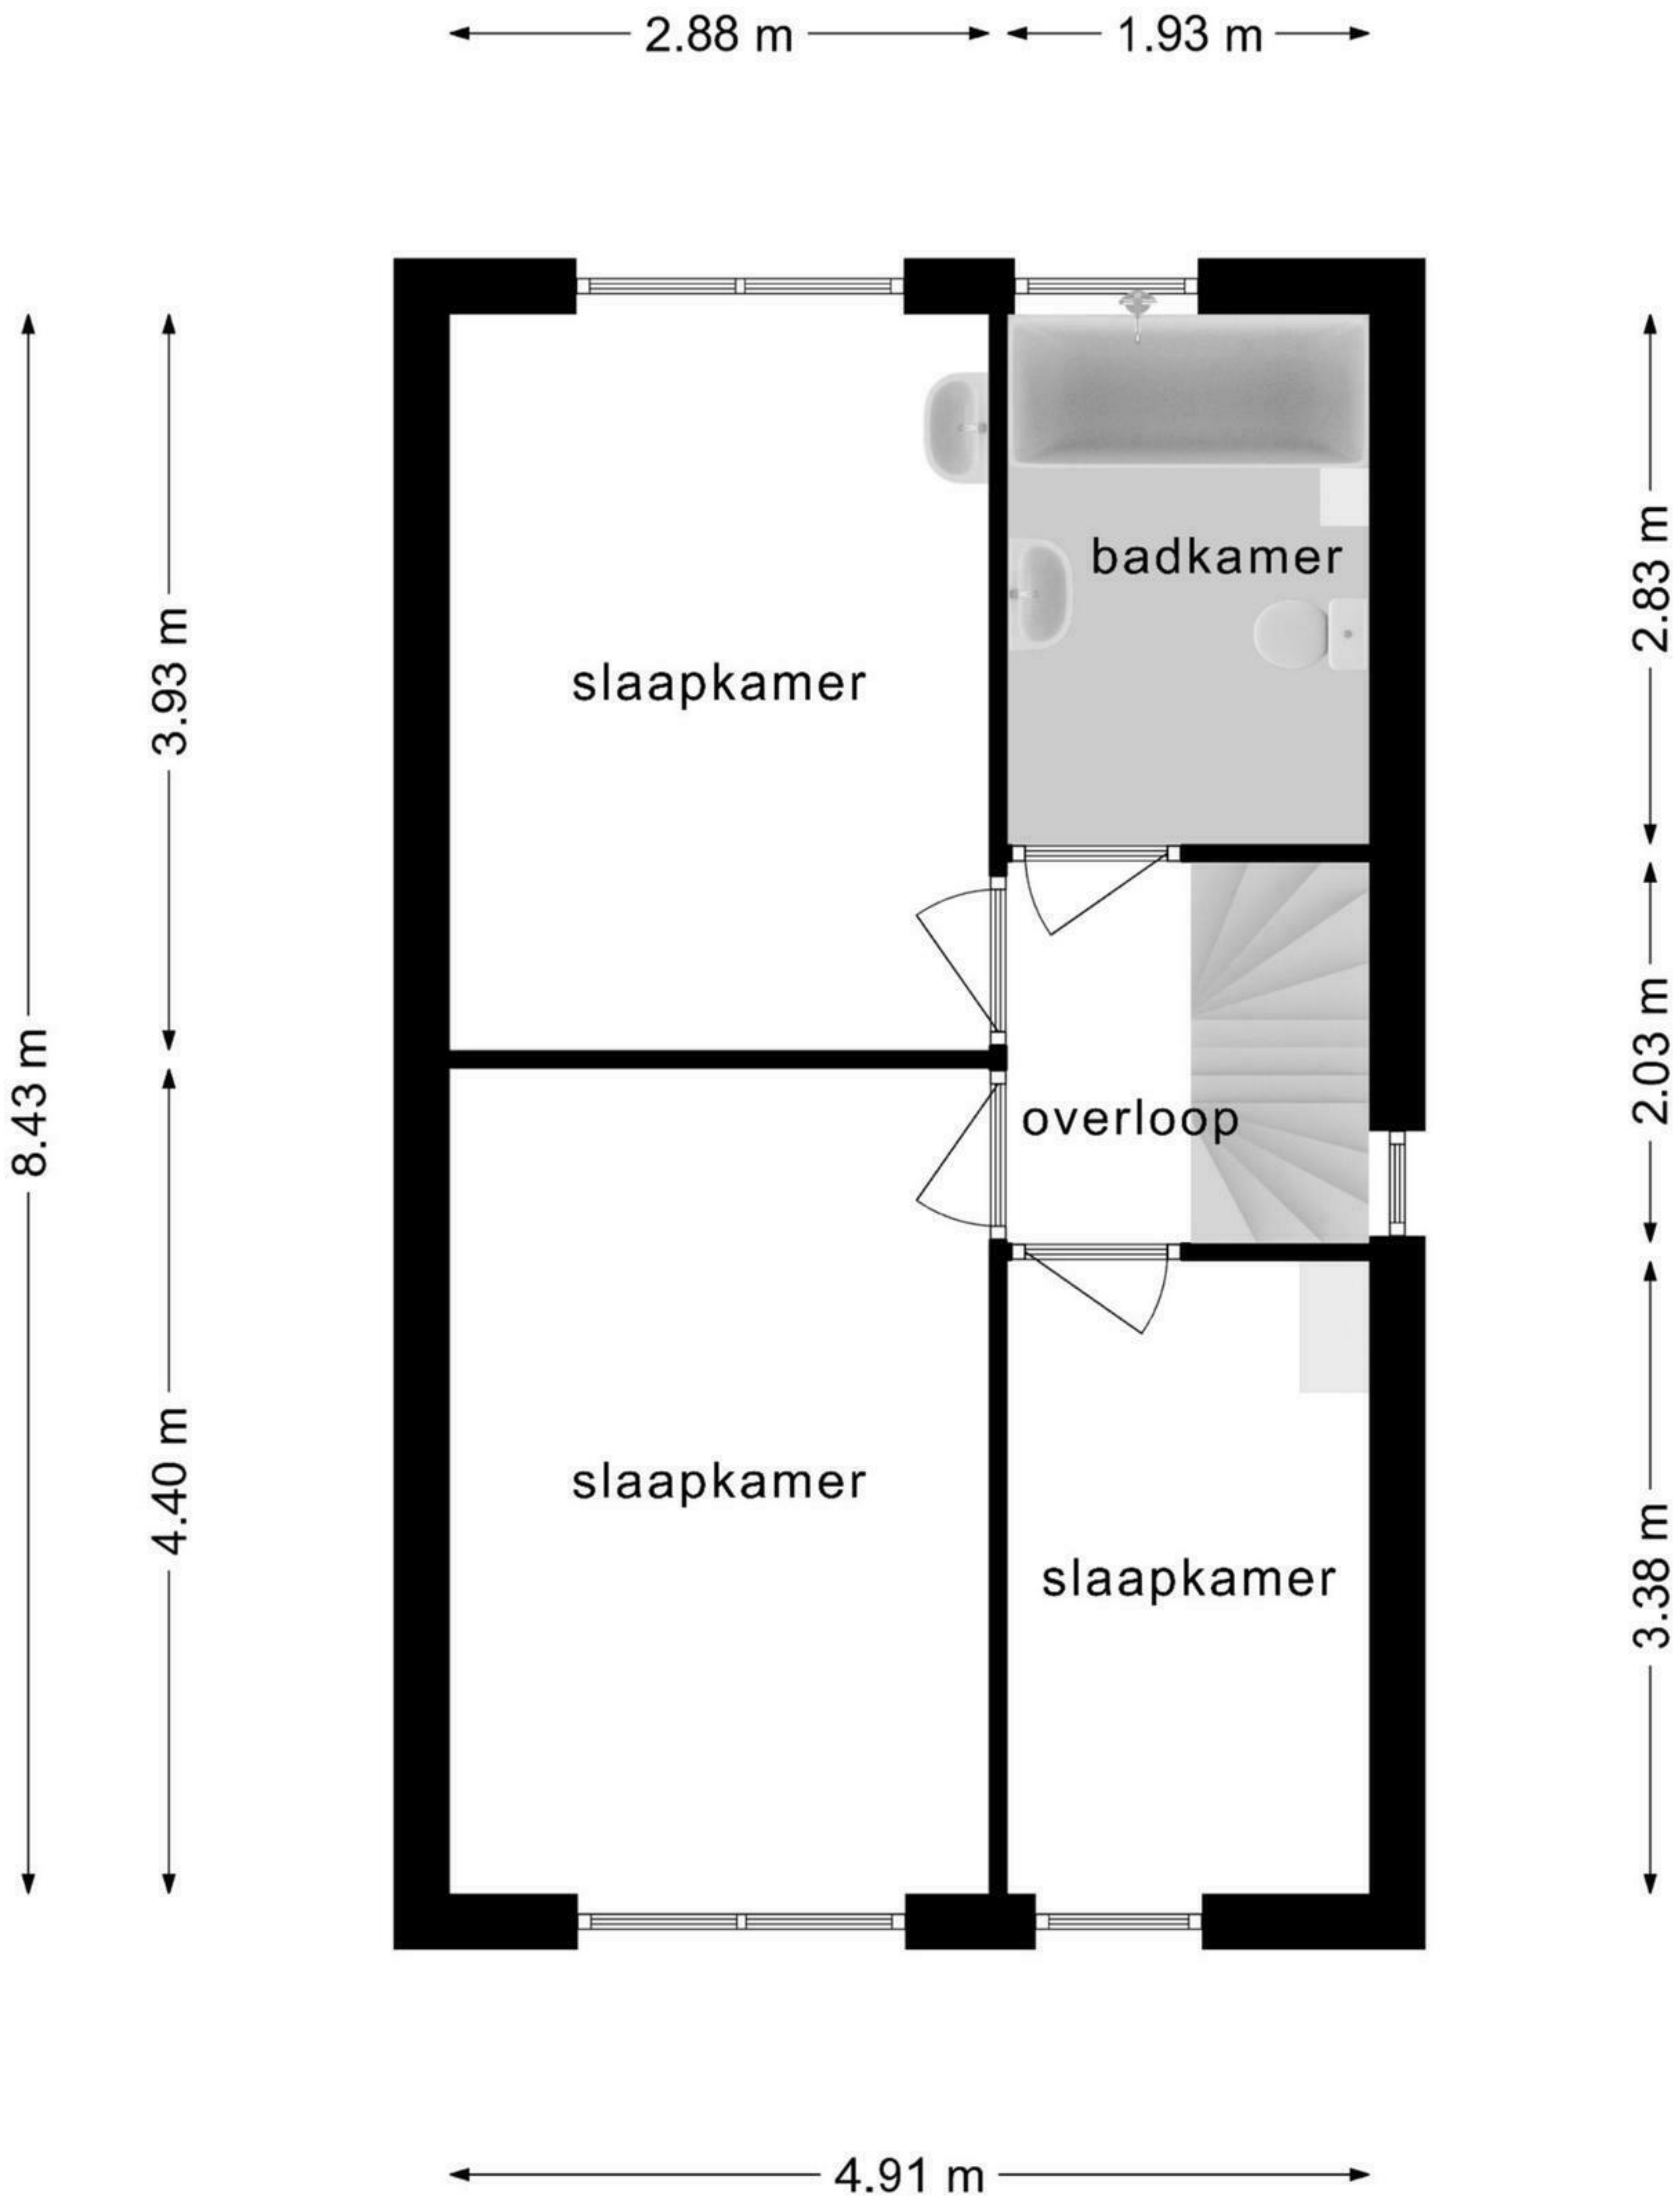 2.88 m
1.93 m
8.43 m
3.93 m
4.40 m
2.83 m
2.03 m
3.38 m
badkamer
slaapkamer
overloop
slaapkamer
slaapkamer
4.91 m